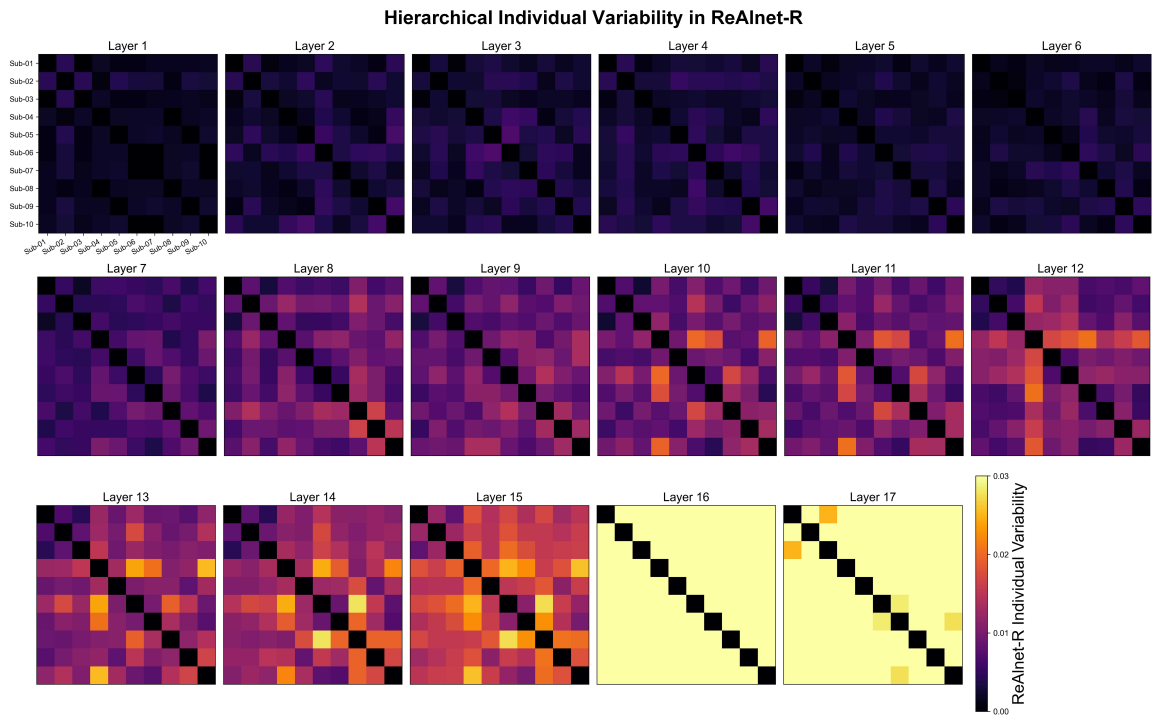 Hierarchical Individual Variability in ReAlnet-R
Layer 1
Layer 2
Layer 3
Layer 4
Layer 5
Layer 6
Sub-01
Sub-02
Sub-03
Sub-04
Sub-05
Sub-06
Sub-07
Sub-08
Sub-09
Sub-10
Sub-01
Sub-02
Sub-03
Sub-04
Sub-05
Sub-06
Sub-07
Sub-08
Sub-09
Sub-10
Layer 7
Layer 8
Layer 9
Layer 10
Layer 11
Layer 12
Layer 13
Layer 14
Layer 15
Layer 16
Layer 17
0.03
0.02
0.01
0.00
ReAlnet-R Individual Variability